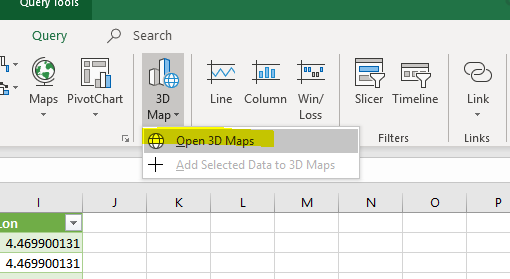 Query Tools
Query
Search
Maps
PivotChart
3D
Map
Line
Column
Win/
Loss
Slicer
Timeline
Link
Filters
Links
Open 3D Maps
Add Selected Data to 3D Maps
I J K L M N O P
Lon
4.469900131
4.469900131